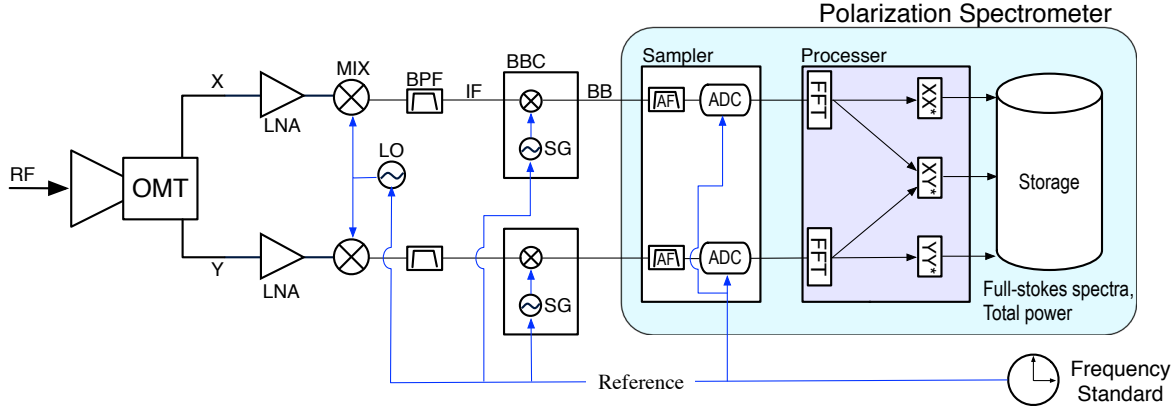 Polarization Spectrometer
RF
OMT
X
LNA
MIX
BPF
IF
BBC
SG
BB
Sampler
AF
ADC
Processer
FFT
XX*
LO
XY*
Storage
Y
LNA
SG
AF
ADC
FFT
YY*
Full-stokes spectra,
Total power
Reference
Frequency
Standard